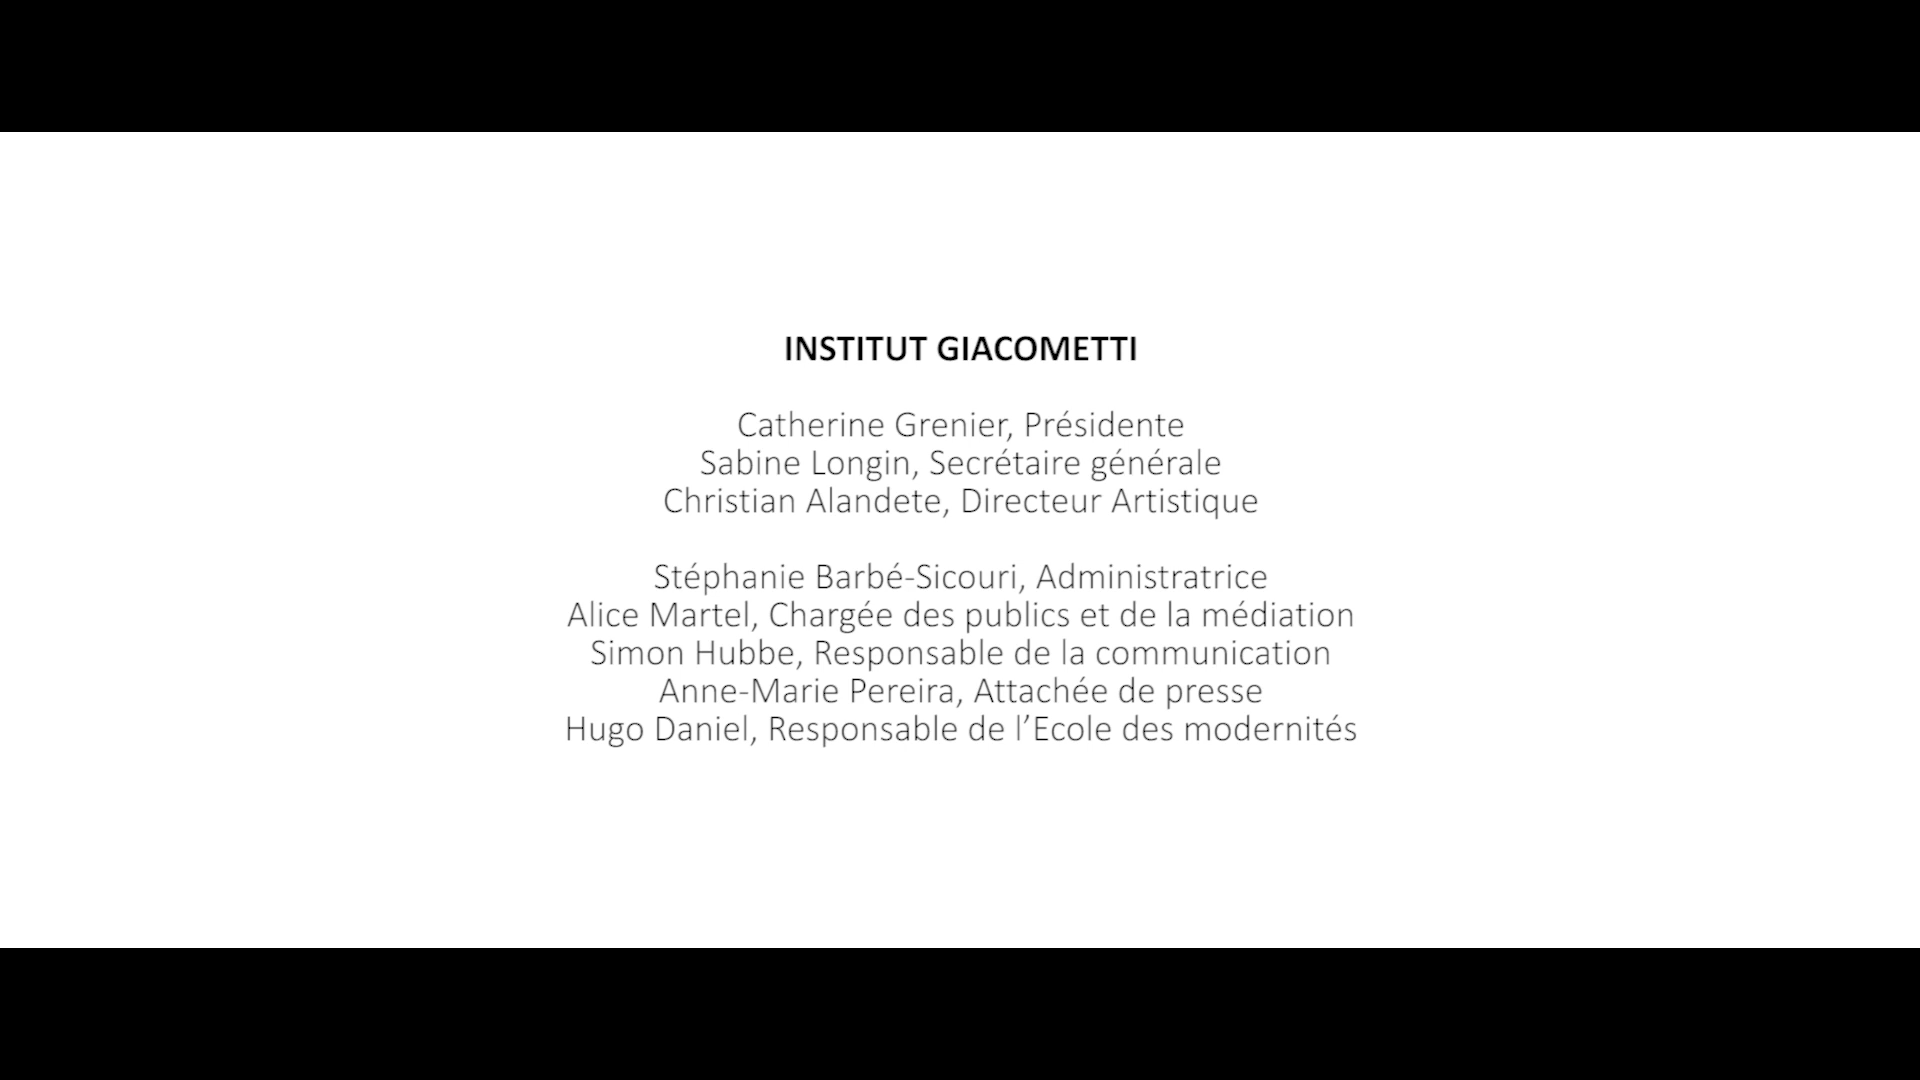 INSTITUT GIACOMETTI
Catherine Grenier, Présidente
Sabine Longin, Secrétaire générale
Christian Alandete, Directeur Artistique
Stéphanie Barbé-Sicouri, Administratrice
Alice Martel, Chargée des publics et de la médiation
Simon Hubbe, Responsable de la communication
Anne-Marie Pereira, Attachée de presse
Hugo Daniel, Responsable de l’Ecole des modernités